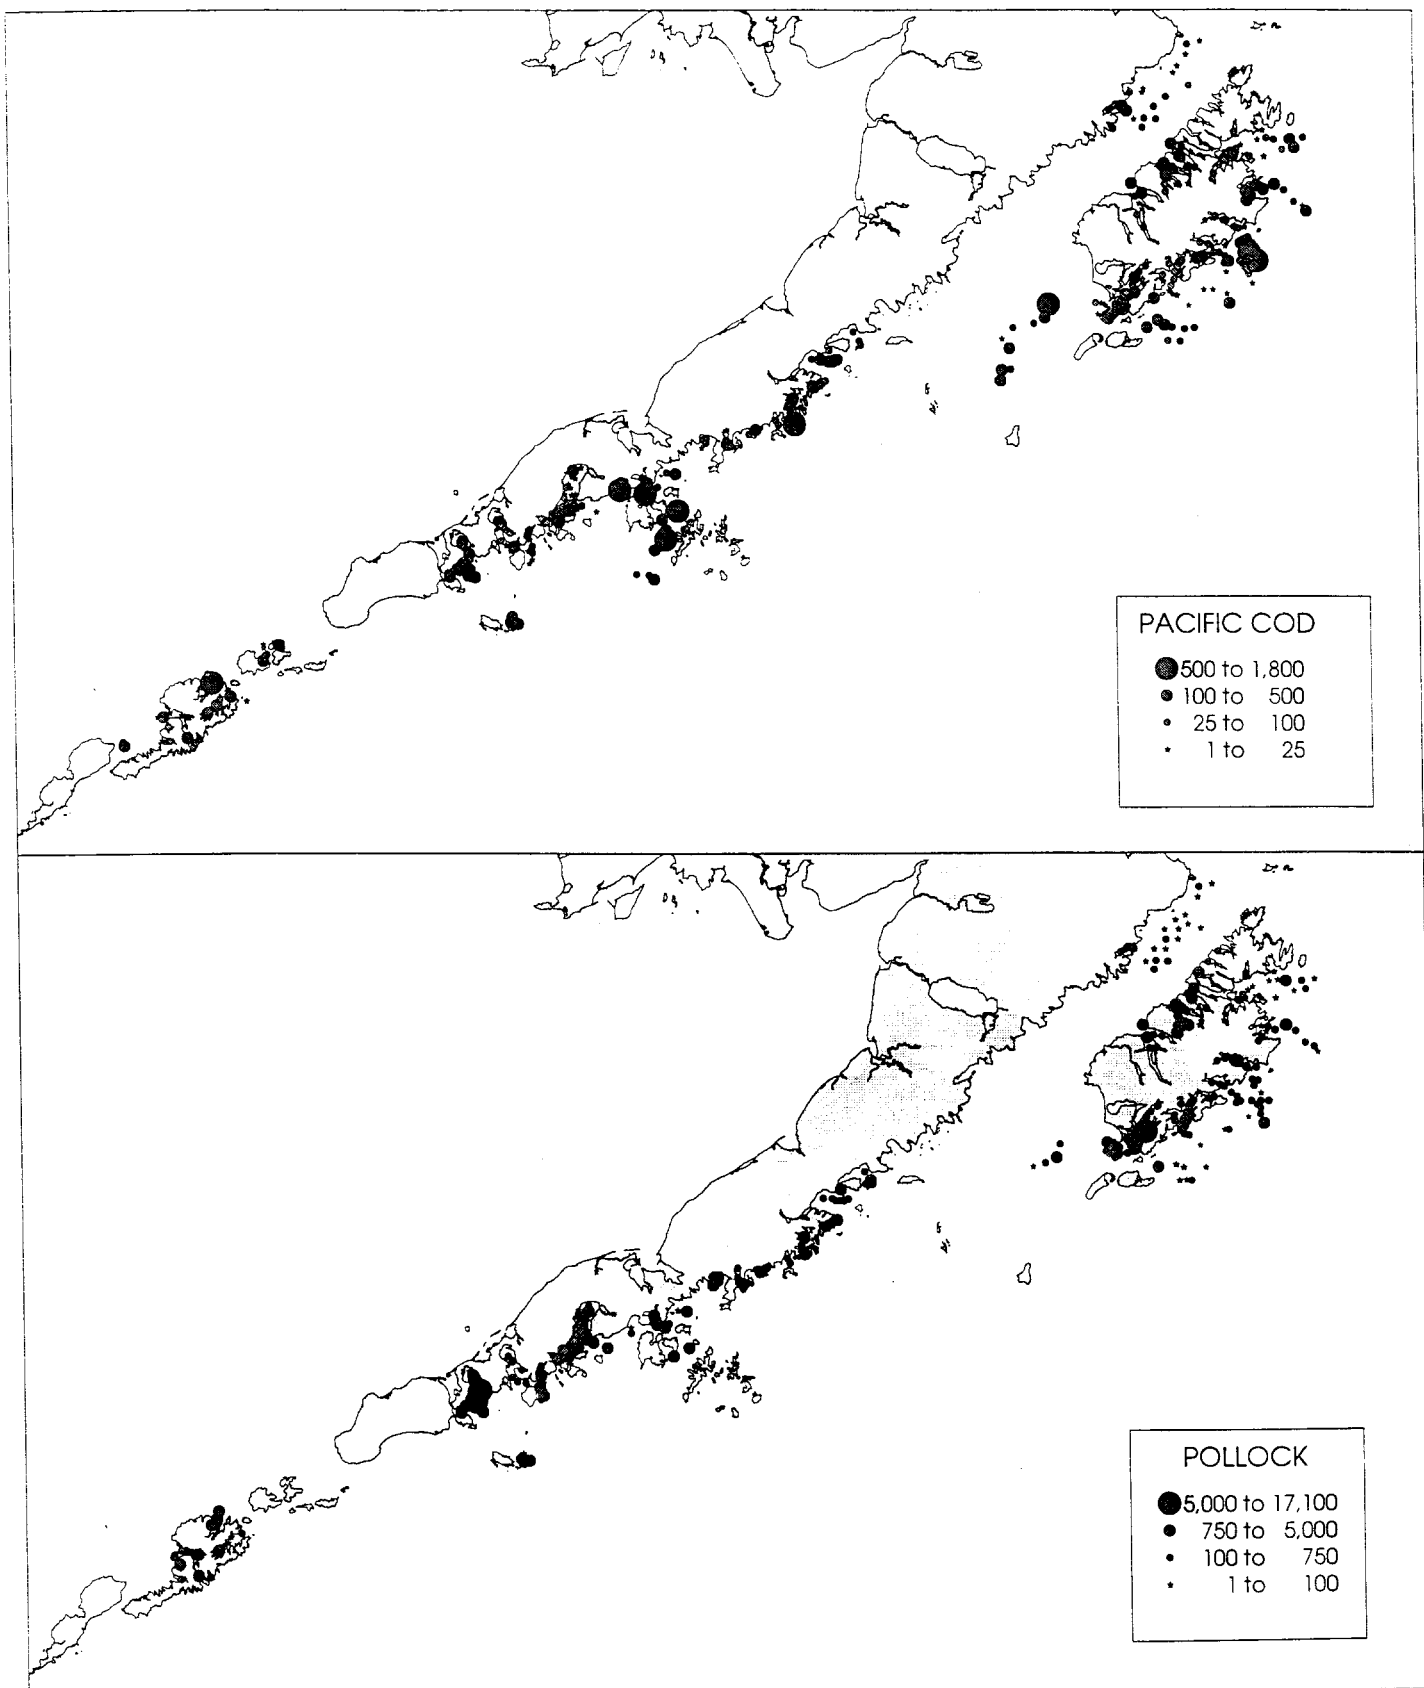 PACIFIC COD
500 to 1,800
100 to 500
25 to 100
1 to 25
POLLOCK
5,000 to 17,100
750 to 5,000
100 to 750
1 to 100